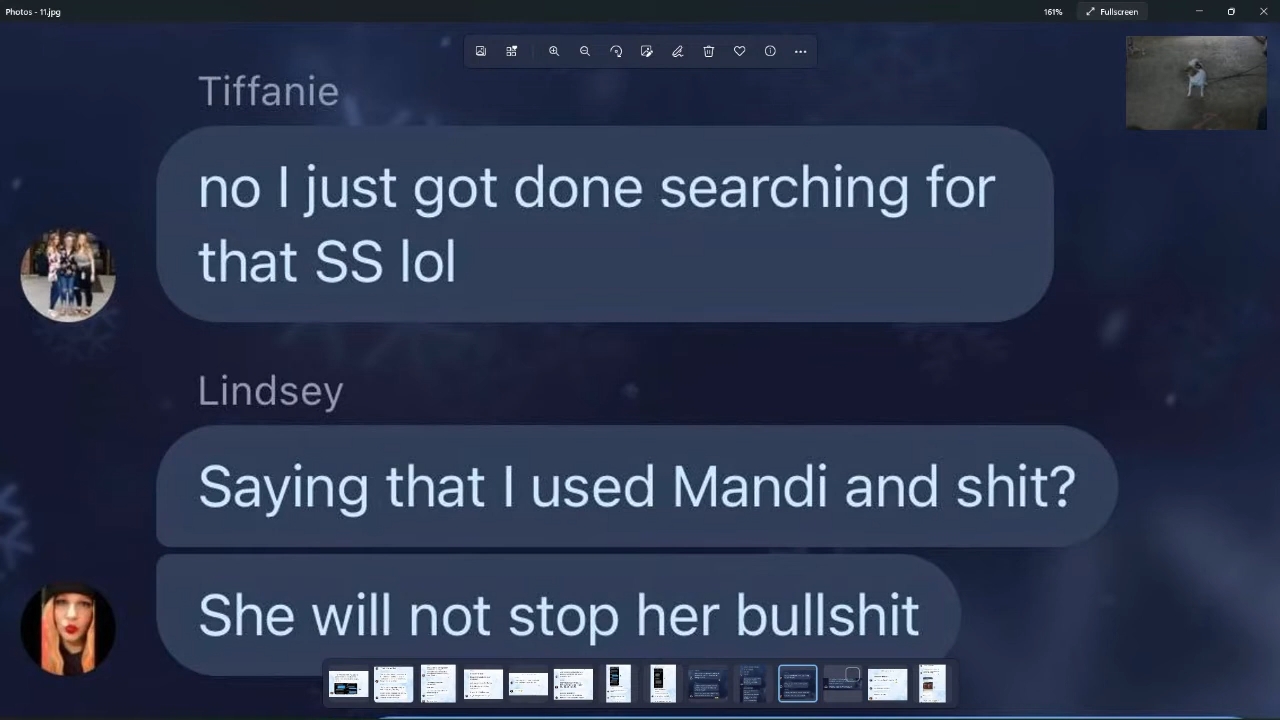 Photos - 11.jpg
161%
Fullscreen
Tiffanie
no I just got done searching for
that SS lol
Lindsey
Saying that I used Mandi and shit?
She will not stop her bullshit